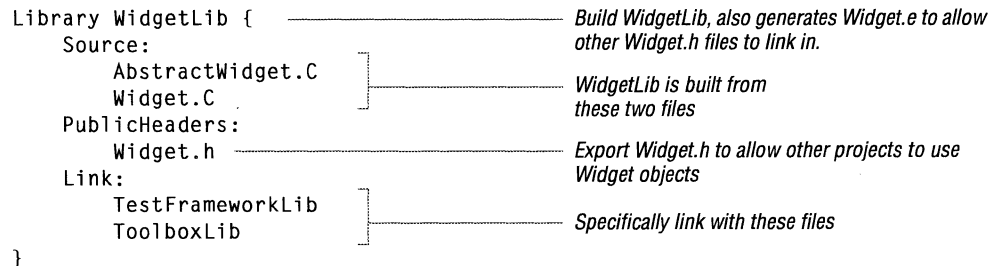 Library WidgetLib { Build WidgetLib, also generates Widget.e to allow
Source: other Widget.h files to link in.
AbstractWidget.C
Widget.C WidgetLib is built from
these two files
PublicHeaders:
Widget.h Export Widget.h to allow other projects to use
Widget objects
Link:
TestFrameworkLib
ToolboxLib Specifically link with these files
}